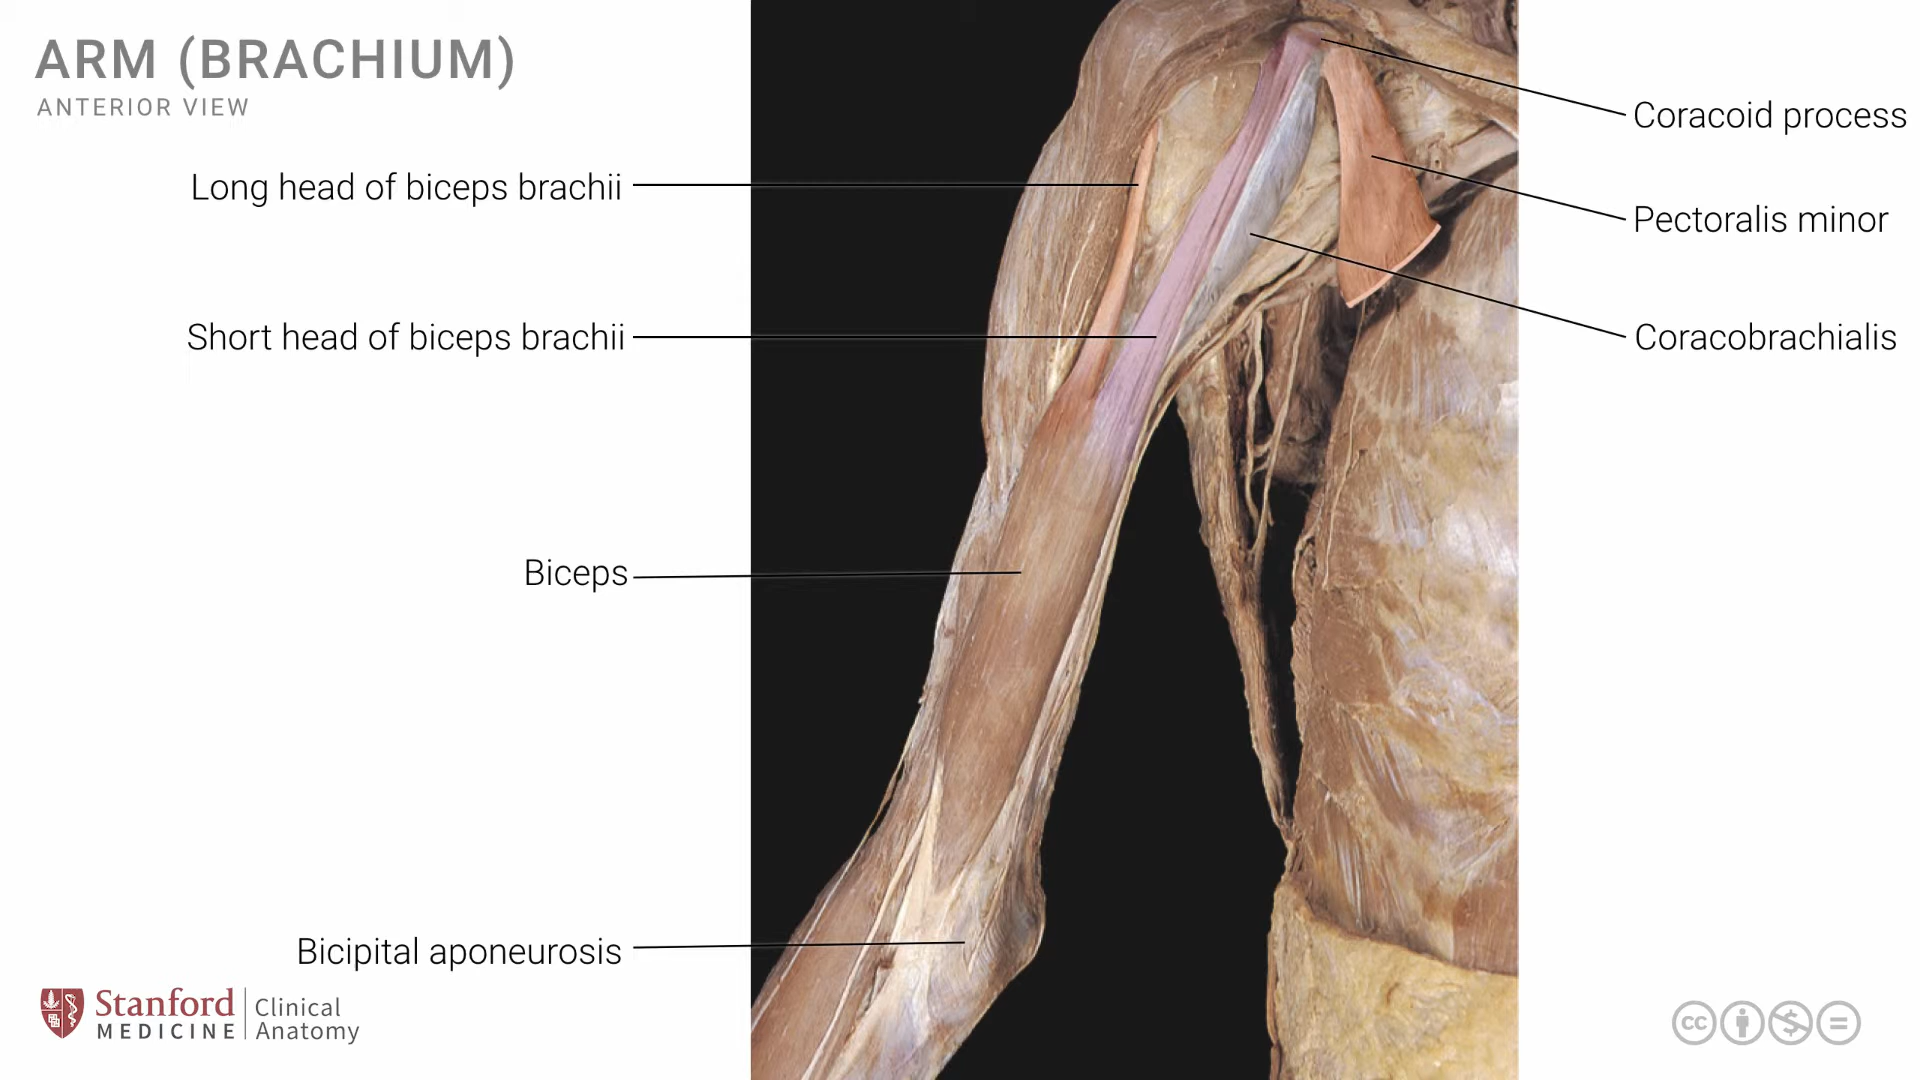 ARM (BRACHIUM)
ANTERIOR VIEW
Long head of biceps brachii
Short head of biceps brachii
Biceps
Bicipital aponeurosis
Coracoid process
Pectoralis minor
Coracobrachialis
Stanford
MEDICINE
Clinical
Anatomy
cc